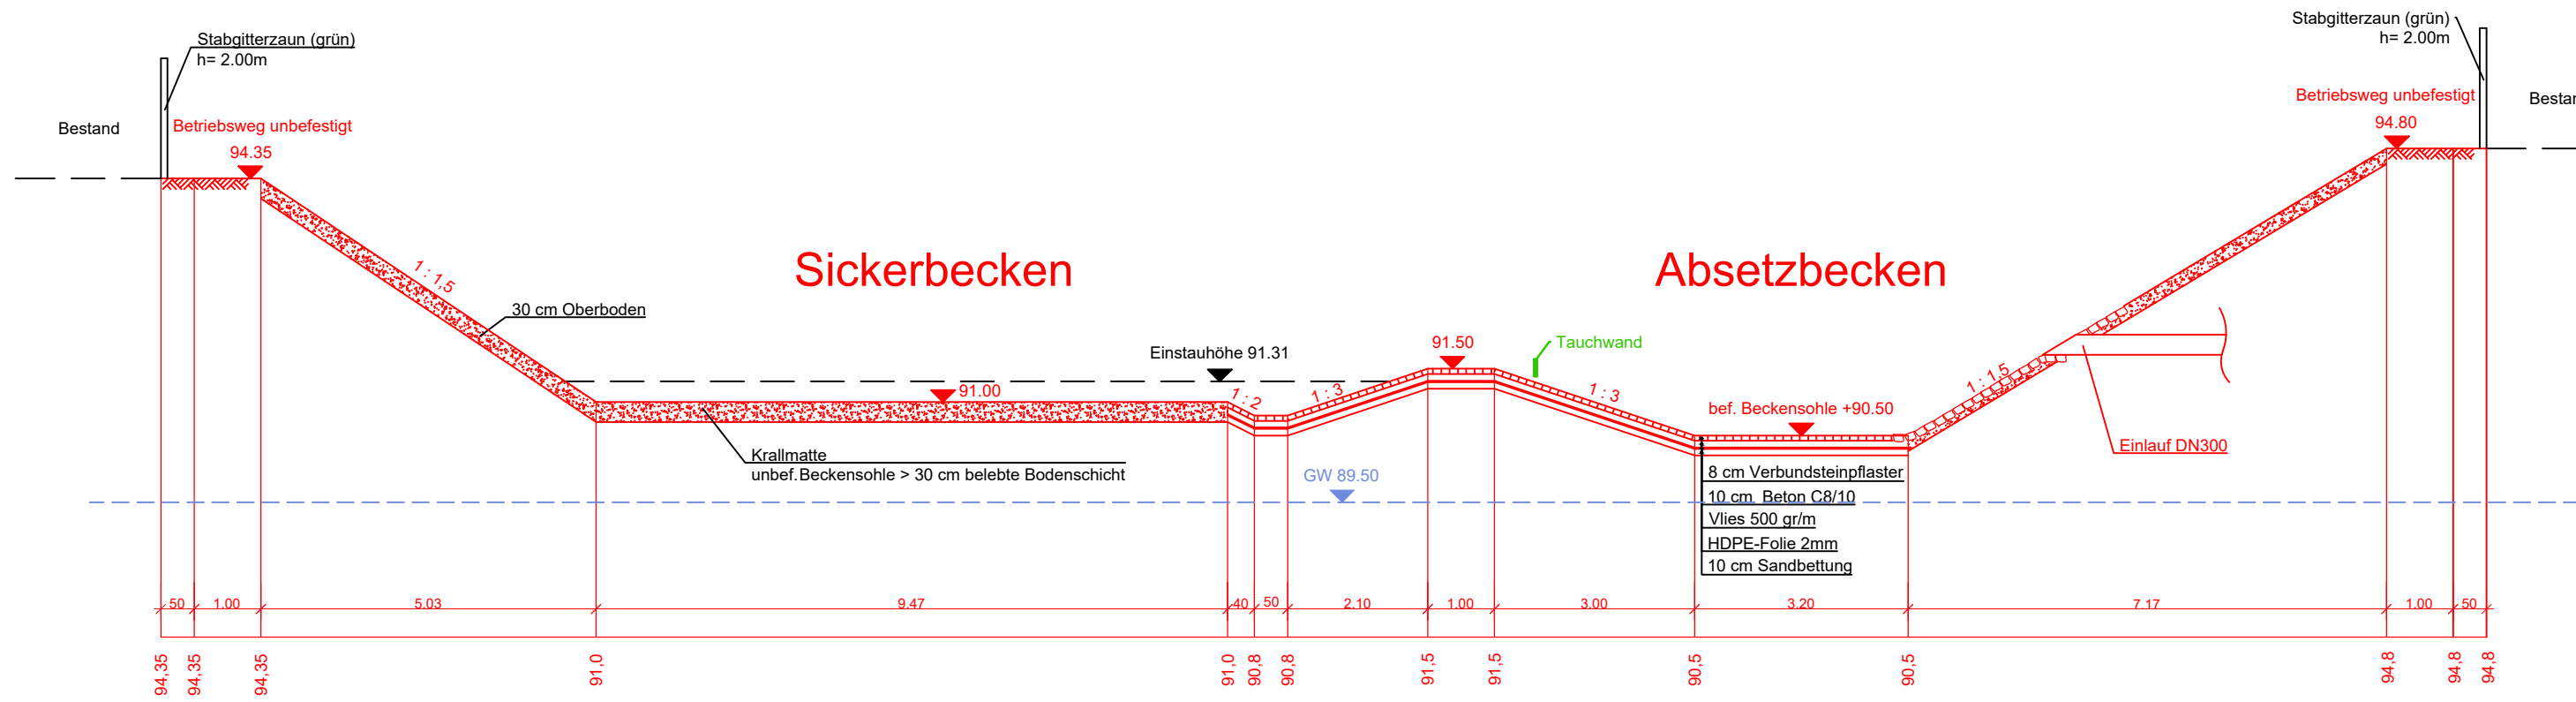 Stabgitterzaun (grün)
h= 2.00m
Stabgitterzaun (grün)
h= 2.00m
Bestand
Betriebsweg unbefestigt
94.35
Betriebsweg unbefestigt
94.80
Bestan
Sickerbecken
Absetzbecken
1 : 1,5
30 cm Oberboden
Einstauhöhe 91.31
91.50
Tauchwand
91.00
1 : 2
1 : 3
1 : 3
bef. Beckensohle +90.50
1 : 1,5
Einlauf DN300
Krallmatte
unbef.Beckensohle > 30 cm belebte Bodenschicht
GW 89.50
8 cm Verbundsteinpflaster
10 cm Beton C8/10
Vlies 500 gr/m
HDPE-Folie 2mm
10 cm Sandbettung
50 1.00 5.03 9.47 40 50 2.10 1.00 3.00 3.20 7.17 1.00 50
94,35 94,35 94,35 91,0 91,0 90,8 90,8 91,5 91,5 90,5 90,5 94,8 94,8 94,8